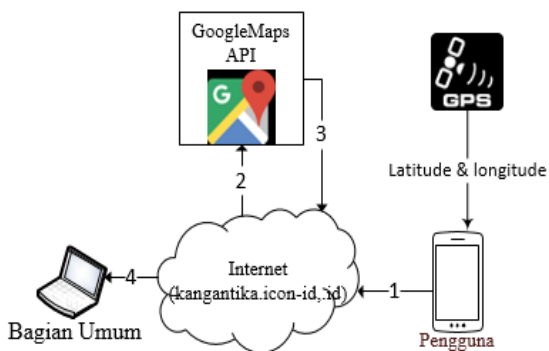 GoogleMaps
API
G
GPS
3
2
Latitude & longitude
Internet
(kangantika.icon-id,.id)
4
1
Bagian Umum
Pengguna